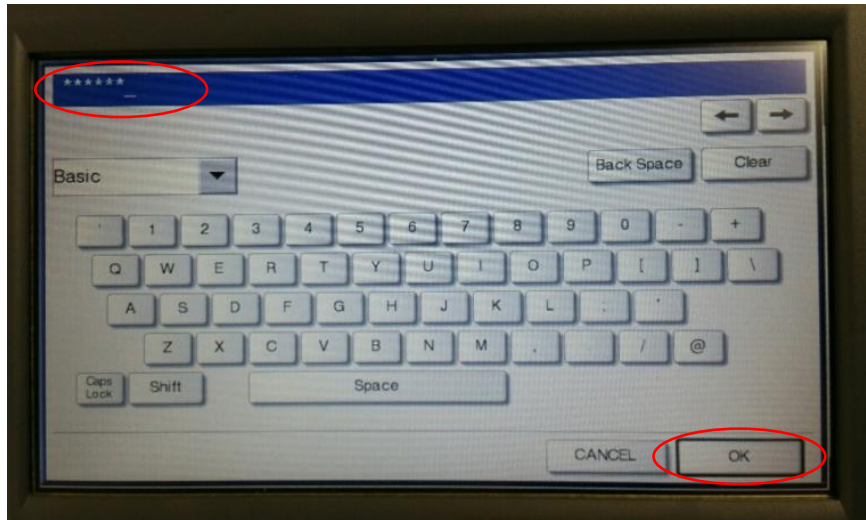 ******_
← →
Basic Back Space Clear
' 1 2 3 4 5 6 7 8 9 0 - +
Q W E R T Y U I O P [ ] \
A S D F G H J K L ; '
Z X C V B N M , / @
Caps Lock Shift Space
CANCEL OK